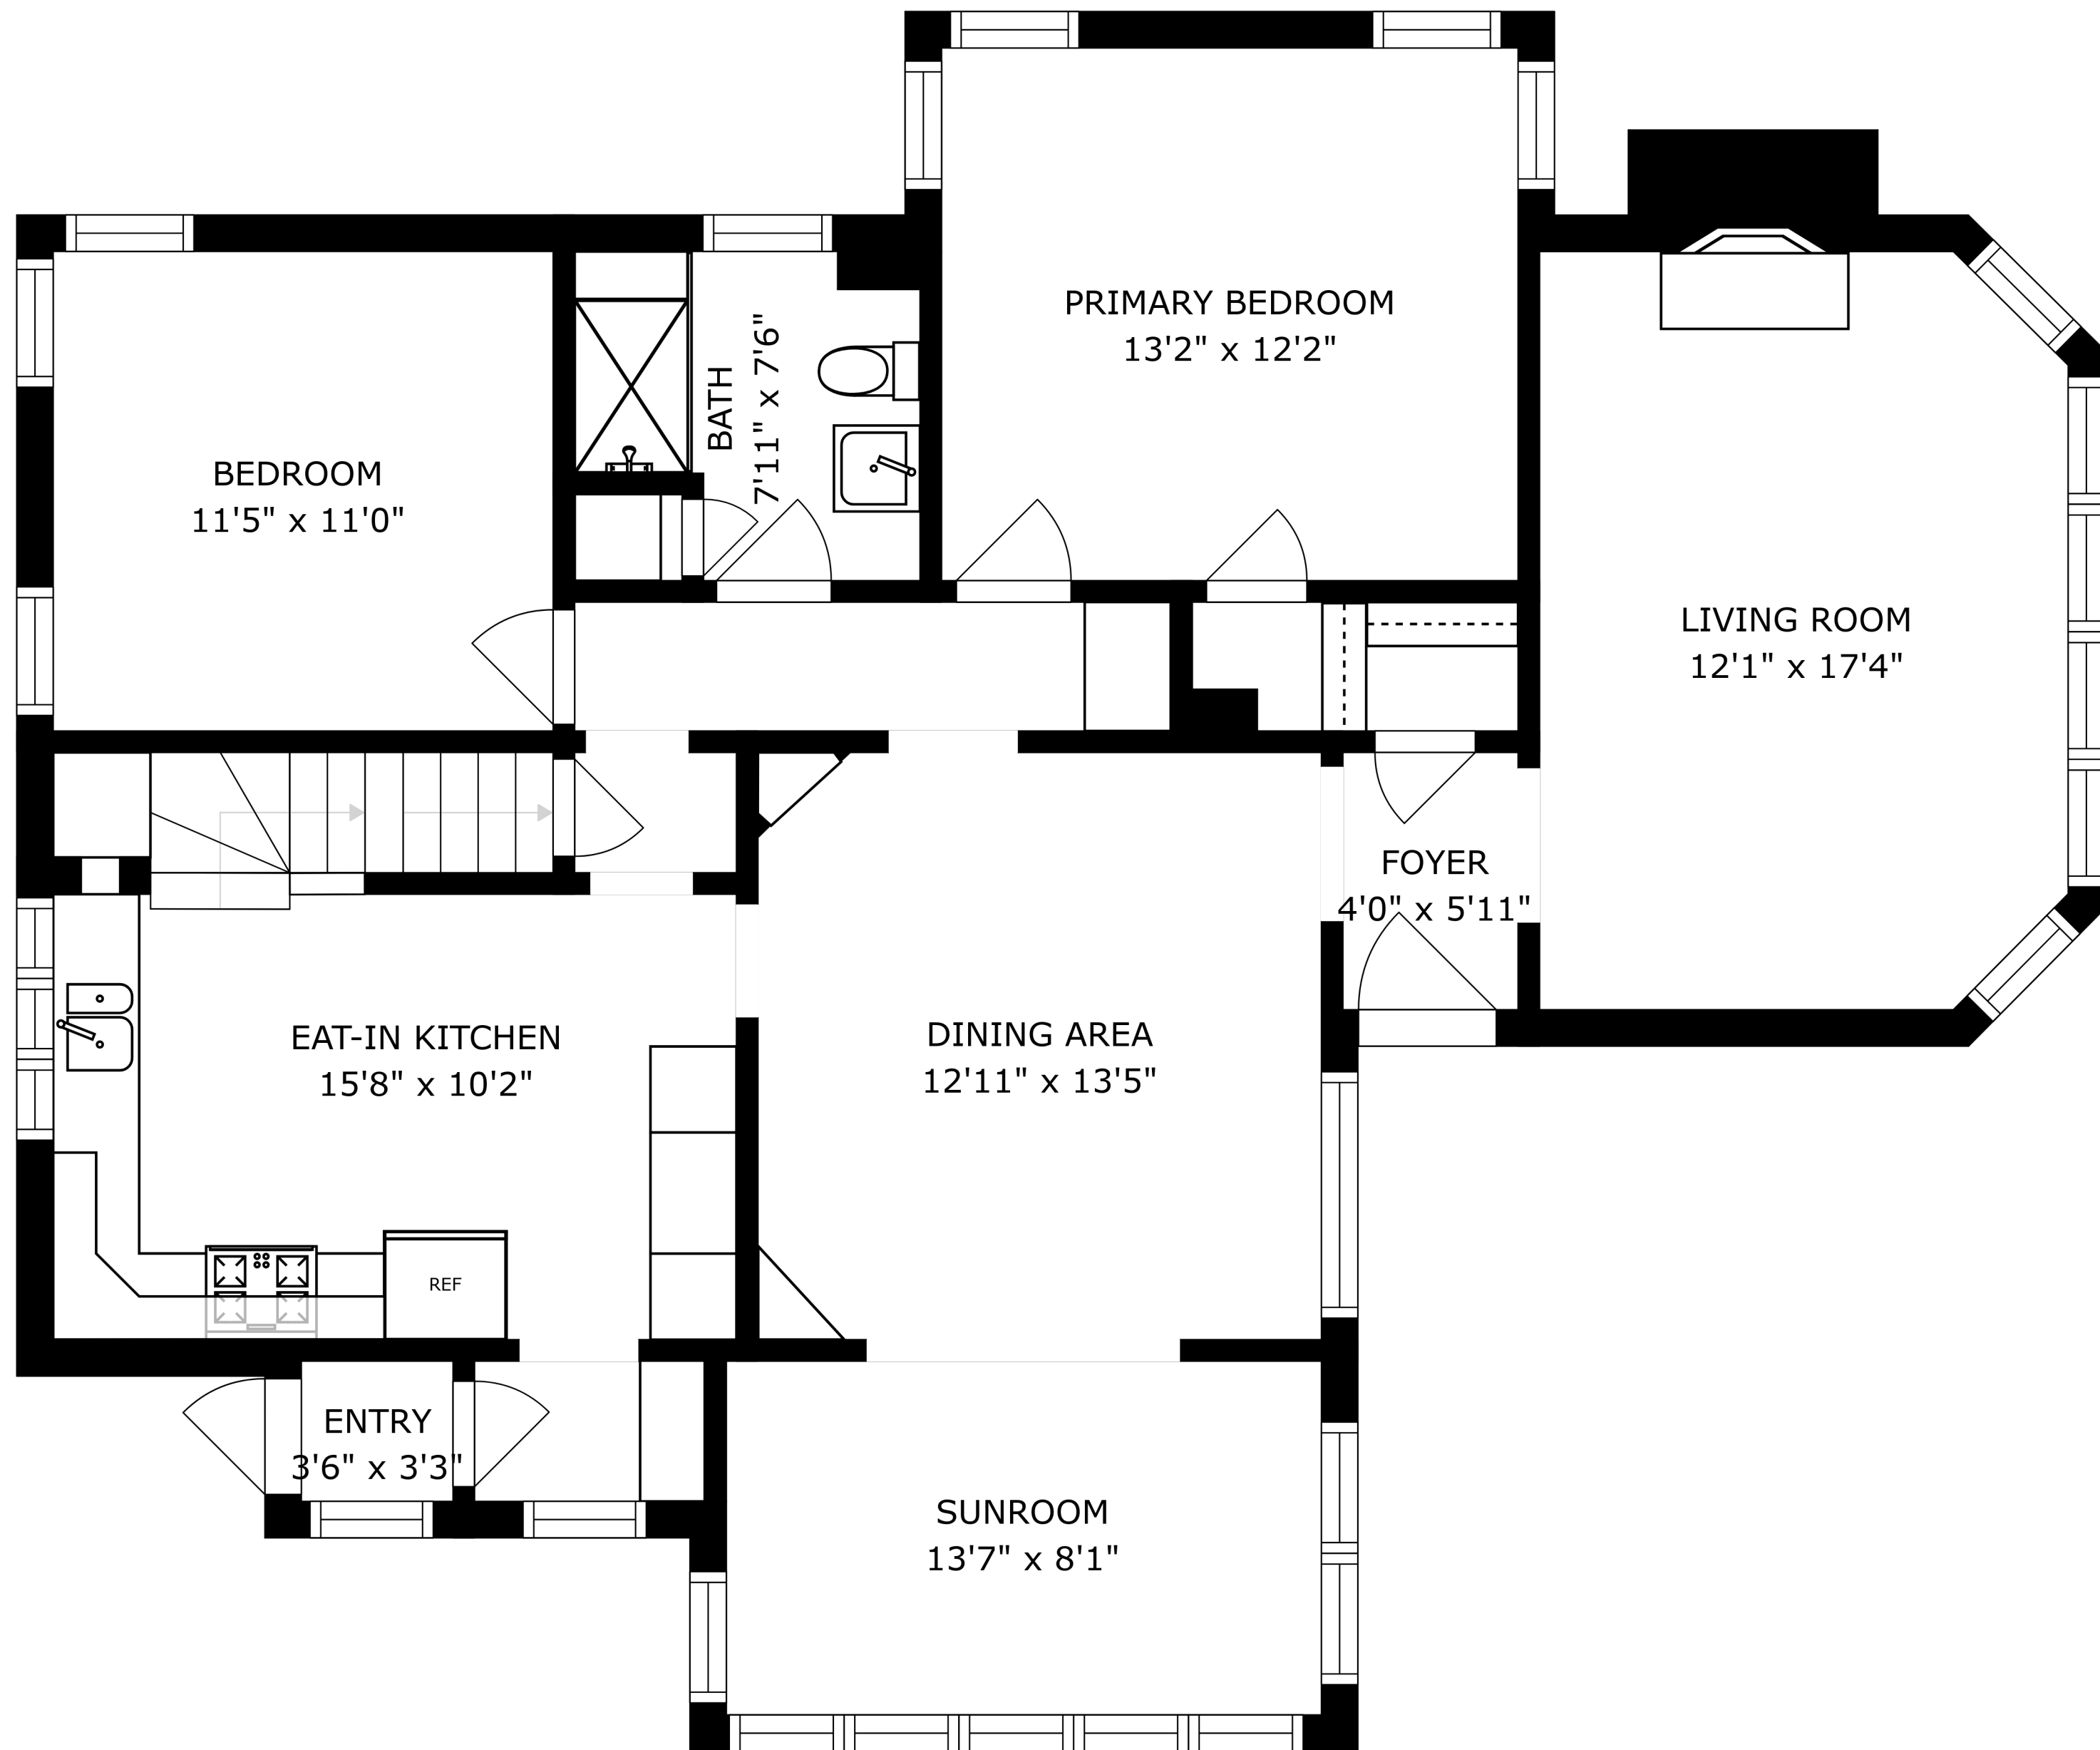 PRIMARY BEDROOM
13'2" x 12'2"
BATH
7'11" x 7'6"
BEDROOM
11'5" x 11'0"
LIVING ROOM
12'1" x 17'4"
FOYER
4'0" x 5'11"
EAT-IN KITCHEN
15'8" x 10'2"
DINING AREA
12'11" x 13'5"
REF
ENTRY
3'6" x 3'3"
SUNROOM
13'7" x 8'1"